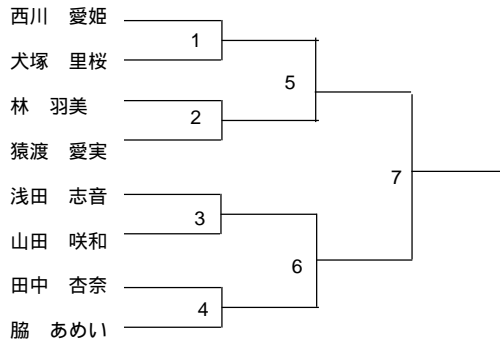 西川　愛姫
1
犬塚　里桜
5
林　羽美
2
猿渡　愛実
7
浅田　志音
3
山田　咲和
6
田中　杏奈
4
脇　あめい